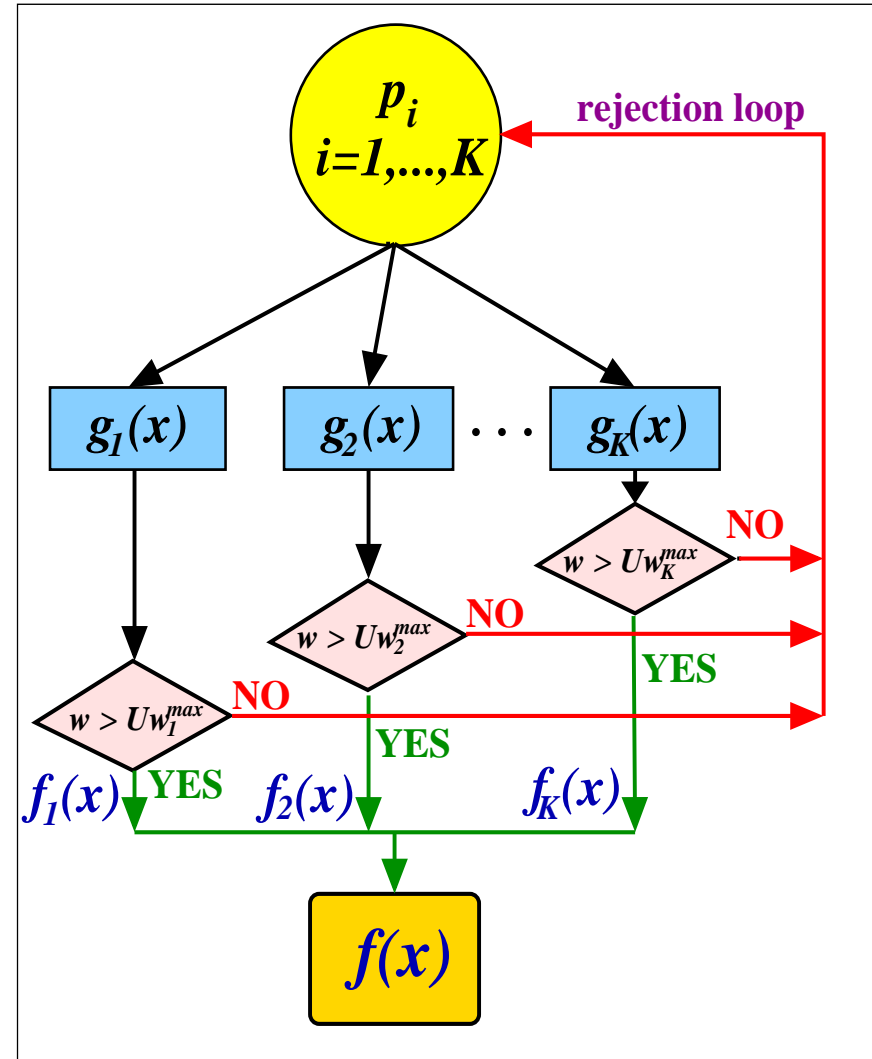 p_i
i=1,...,K
rejection loop
g_1(x)
g_2(x)
. . .
g_K(x)
w > Uw_K^{max}
NO
w > Uw_2^{max}
NO
YES
w > Uw_1^{max}
NO
YES
YES
f_1(x)
f_2(x)
f_K(x)
f(x)